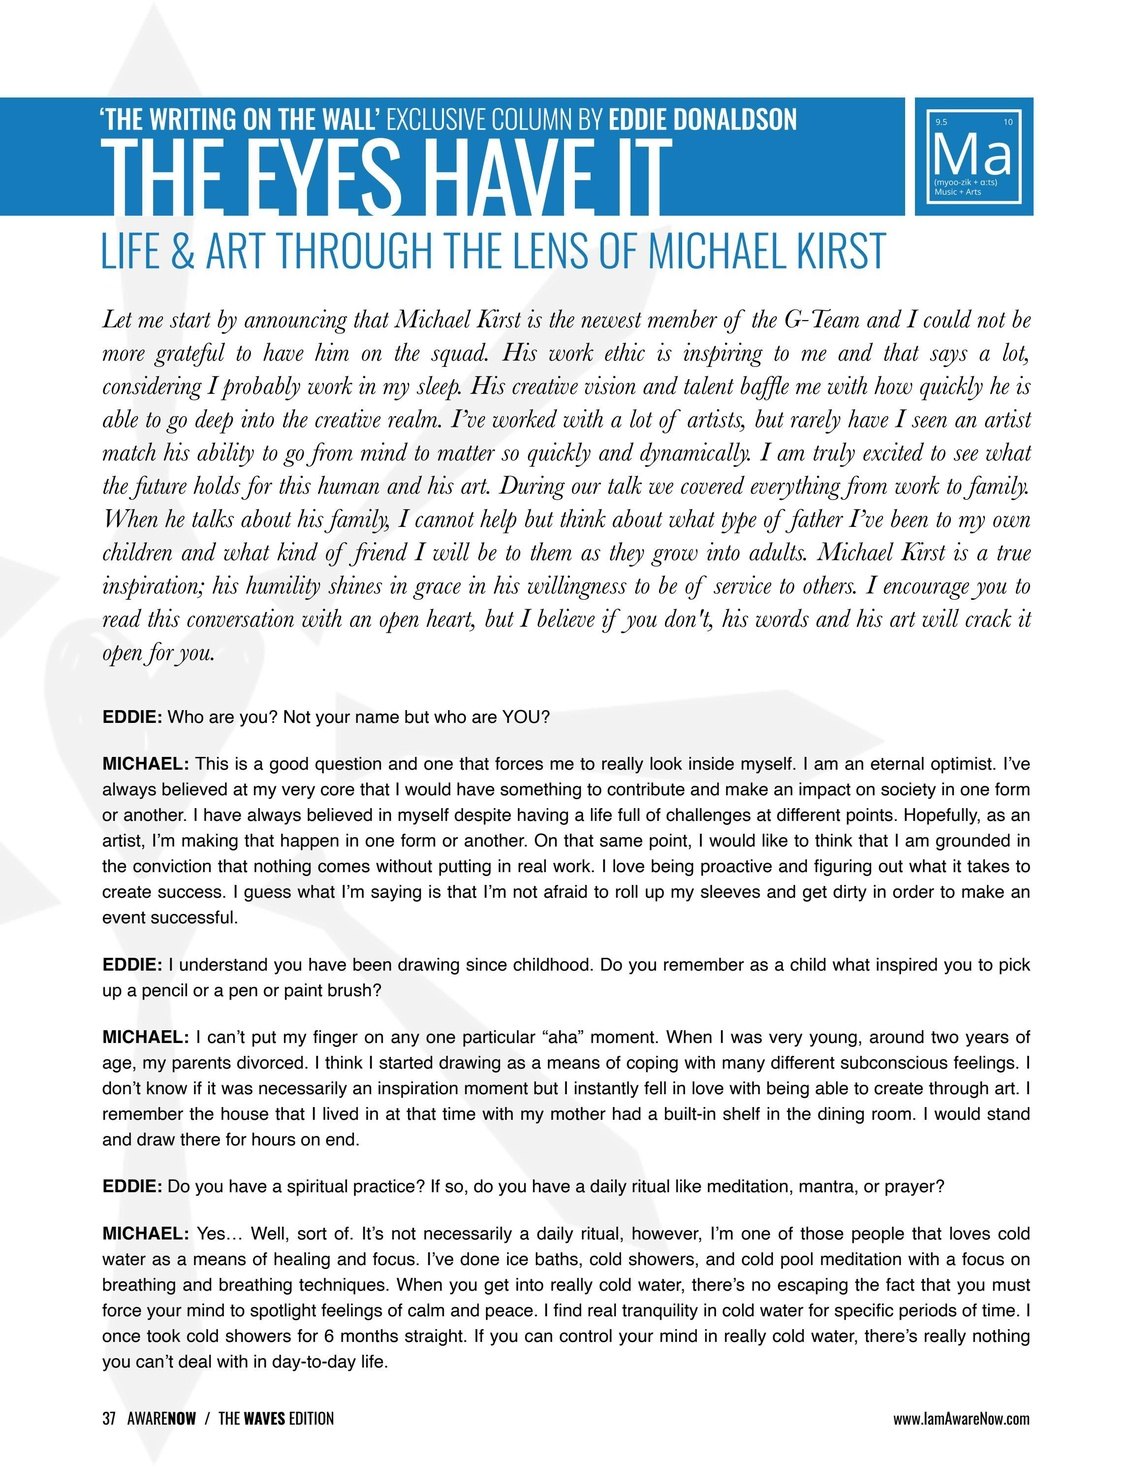 ‘THE WRITING ON THE WALL’ EXCLUSIVE COLUMN BY EDDIE DONALDSON
THE EYES HAVE IT
9.5 10
Ma
(myoo-zik + ɑ:ts)
Music + Arts
LIFE & ART THROUGH THE LENS OF MICHAEL KIRST
Let me start by announcing that Michael Kirst is the newest member of the G-Team and I could not be
more grateful to have him on the squad. His work ethic is inspiring to me and that says a lot,
considering I probably work in my sleep. His creative vision and talent baffle me with how quickly he is
able to go deep into the creative realm. I’ve worked with a lot of artists, but rarely have I seen an artist
match his ability to go from mind to matter so quickly and dynamically. I am truly excited to see what
the future holds for this human and his art. During our talk we covered everything from work to family.
When he talks about his family, I cannot help but think about what type of father I’ve been to my own
children and what kind of friend I will be to them as they grow into adults. Michael Kirst is a true
inspiration; his humility shines in grace in his willingness to be of service to others. I encourage you to
read this conversation with an open heart, but I believe if you don't, his words and his art will crack it
open for you.
EDDIE: Who are you? Not your name but who are YOU?
MICHAEL: This is a good question and one that forces me to really look inside myself. I am an eternal optimist. I’ve
always believed at my very core that I would have something to contribute and make an impact on society in one form
or another. I have always believed in myself despite having a life full of challenges at different points. Hopefully, as an
artist, I’m making that happen in one form or another. On that same point, I would like to think that I am grounded in
the conviction that nothing comes without putting in real work. I love being proactive and figuring out what it takes to
create success. I guess what I’m saying is that I’m not afraid to roll up my sleeves and get dirty in order to make an
event successful.
EDDIE: I understand you have been drawing since childhood. Do you remember as a child what inspired you to pick
up a pencil or a pen or paint brush?
MICHAEL: I can’t put my finger on any one particular “aha” moment. When I was very young, around two years of
age, my parents divorced. I think I started drawing as a means of coping with many different subconscious feelings. I
don’t know if it was necessarily an inspiration moment but I instantly fell in love with being able to create through art. I
remember the house that I lived in at that time with my mother had a built-in shelf in the dining room. I would stand
and draw there for hours on end.
EDDIE: Do you have a spiritual practice? If so, do you have a daily ritual like meditation, mantra, or prayer?
MICHAEL: Yes… Well, sort of. It’s not necessarily a daily ritual, however, I’m one of those people that loves cold
water as a means of healing and focus. I’ve done ice baths, cold showers, and cold pool meditation with a focus on
breathing and breathing techniques. When you get into really cold water, there’s no escaping the fact that you must
force your mind to spotlight feelings of calm and peace. I find real tranquility in cold water for specific periods of time. I
once took cold showers for 6 months straight. If you can control your mind in really cold water, there’s really nothing
you can’t deal with in day-to-day life.
37 AWARENOW / THE WAVES EDITION
www.IamAwareNow.com